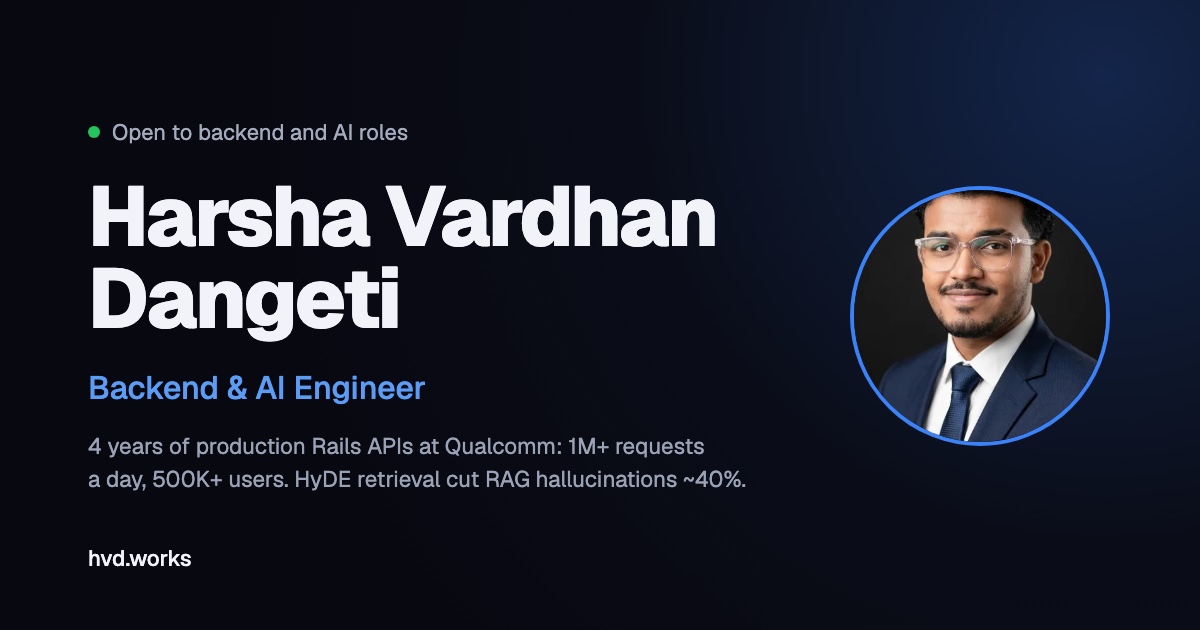 Open to backend and AI roles
Harsha Vardhan
Dangeti
Backend & AI Engineer
4 years of production Rails APIs at Qualcomm: 1M+ requests
a day, 500K+ users. HyDE retrieval cut RAG hallucinations ~40%.
hvd.works